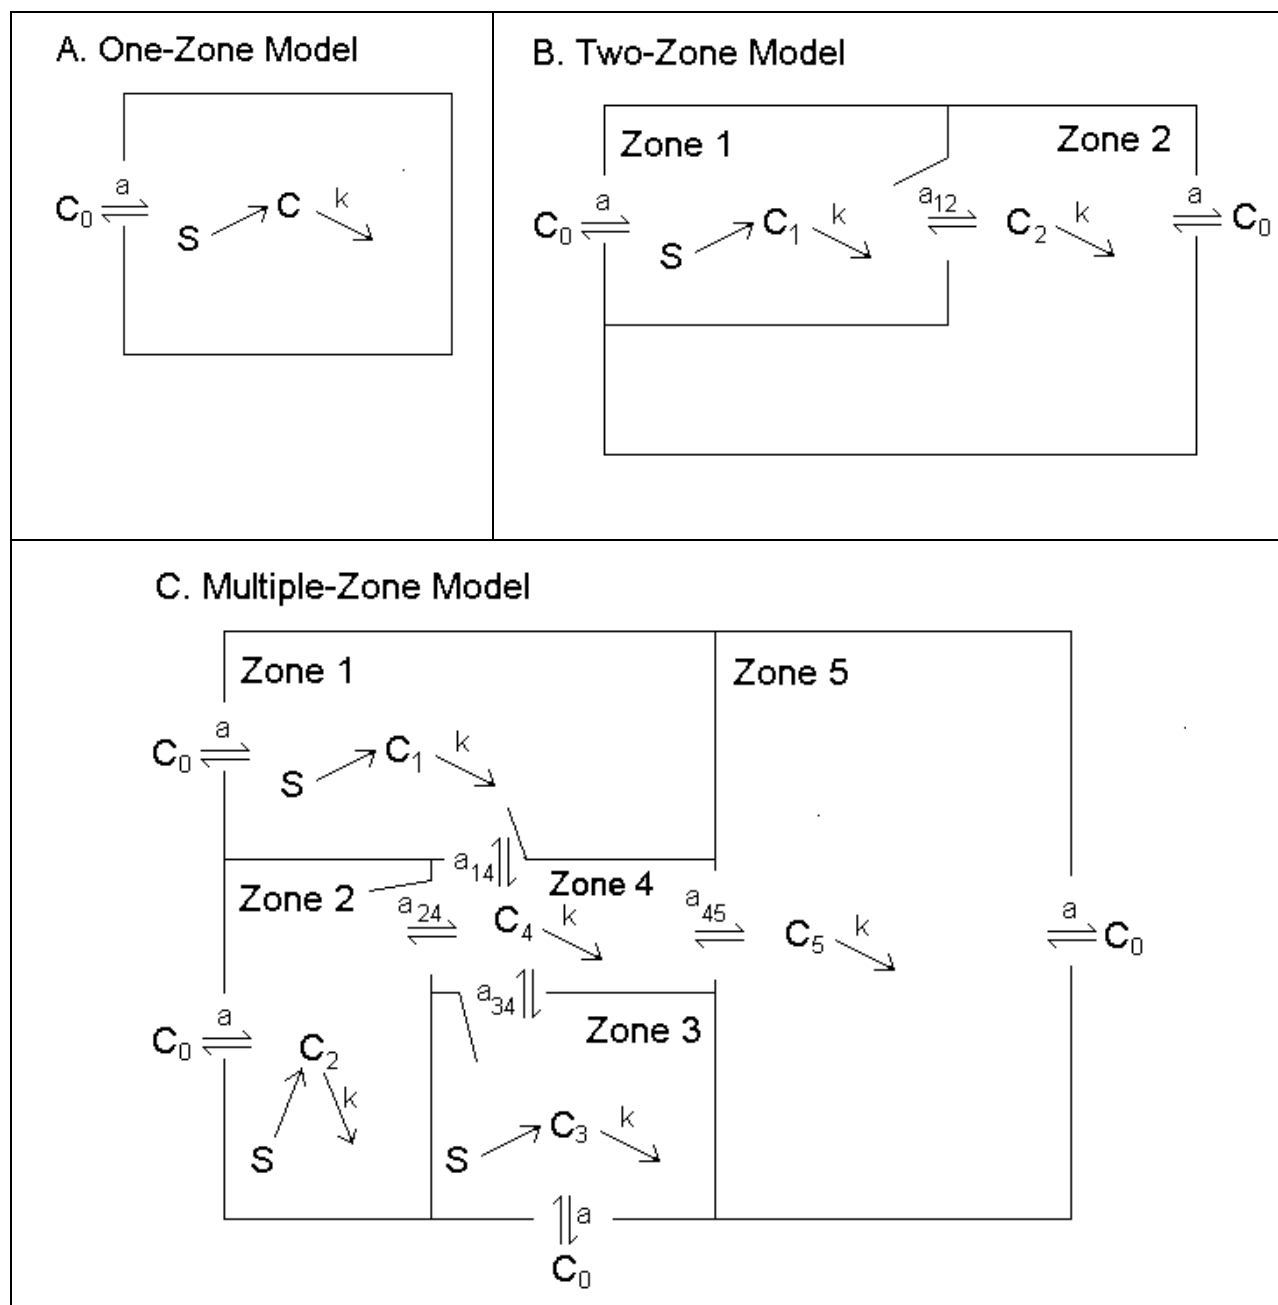 A. One-Zone Model
a
C₀
S
C
k
B. Two-Zone Model
Zone 1
Zone 2
a
C₀
S
C₁
k
a₁₂
C₂
k
a
C₀
C. Multiple-Zone Model
Zone 1
Zone 5
a
C₀
S
C₁
k
a₁₄
Zone 4
Zone 2
a₂₄
C₄
k
a₄₅
C₅
k
a
C₀
a₃₄
Zone 3
a
C₀
C₂
k
S
C₃
k
S
a
C₀